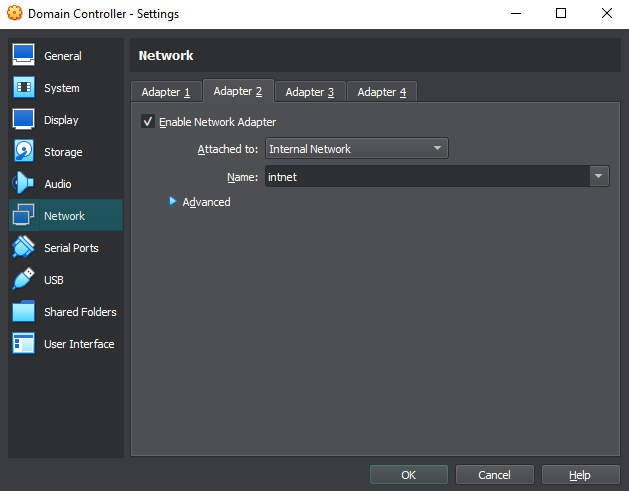 Domain Controller - Settings
General
System
Display
Storage
Audio
Network
Serial Ports
USB
Shared Folders
User Interface
Network
Adapter 1
Adapter 2
Adapter 3
Adapter 4
Enable Network Adapter
Attached to: Internal Network
Name: intnet
Advanced
OK
Cancel
Help